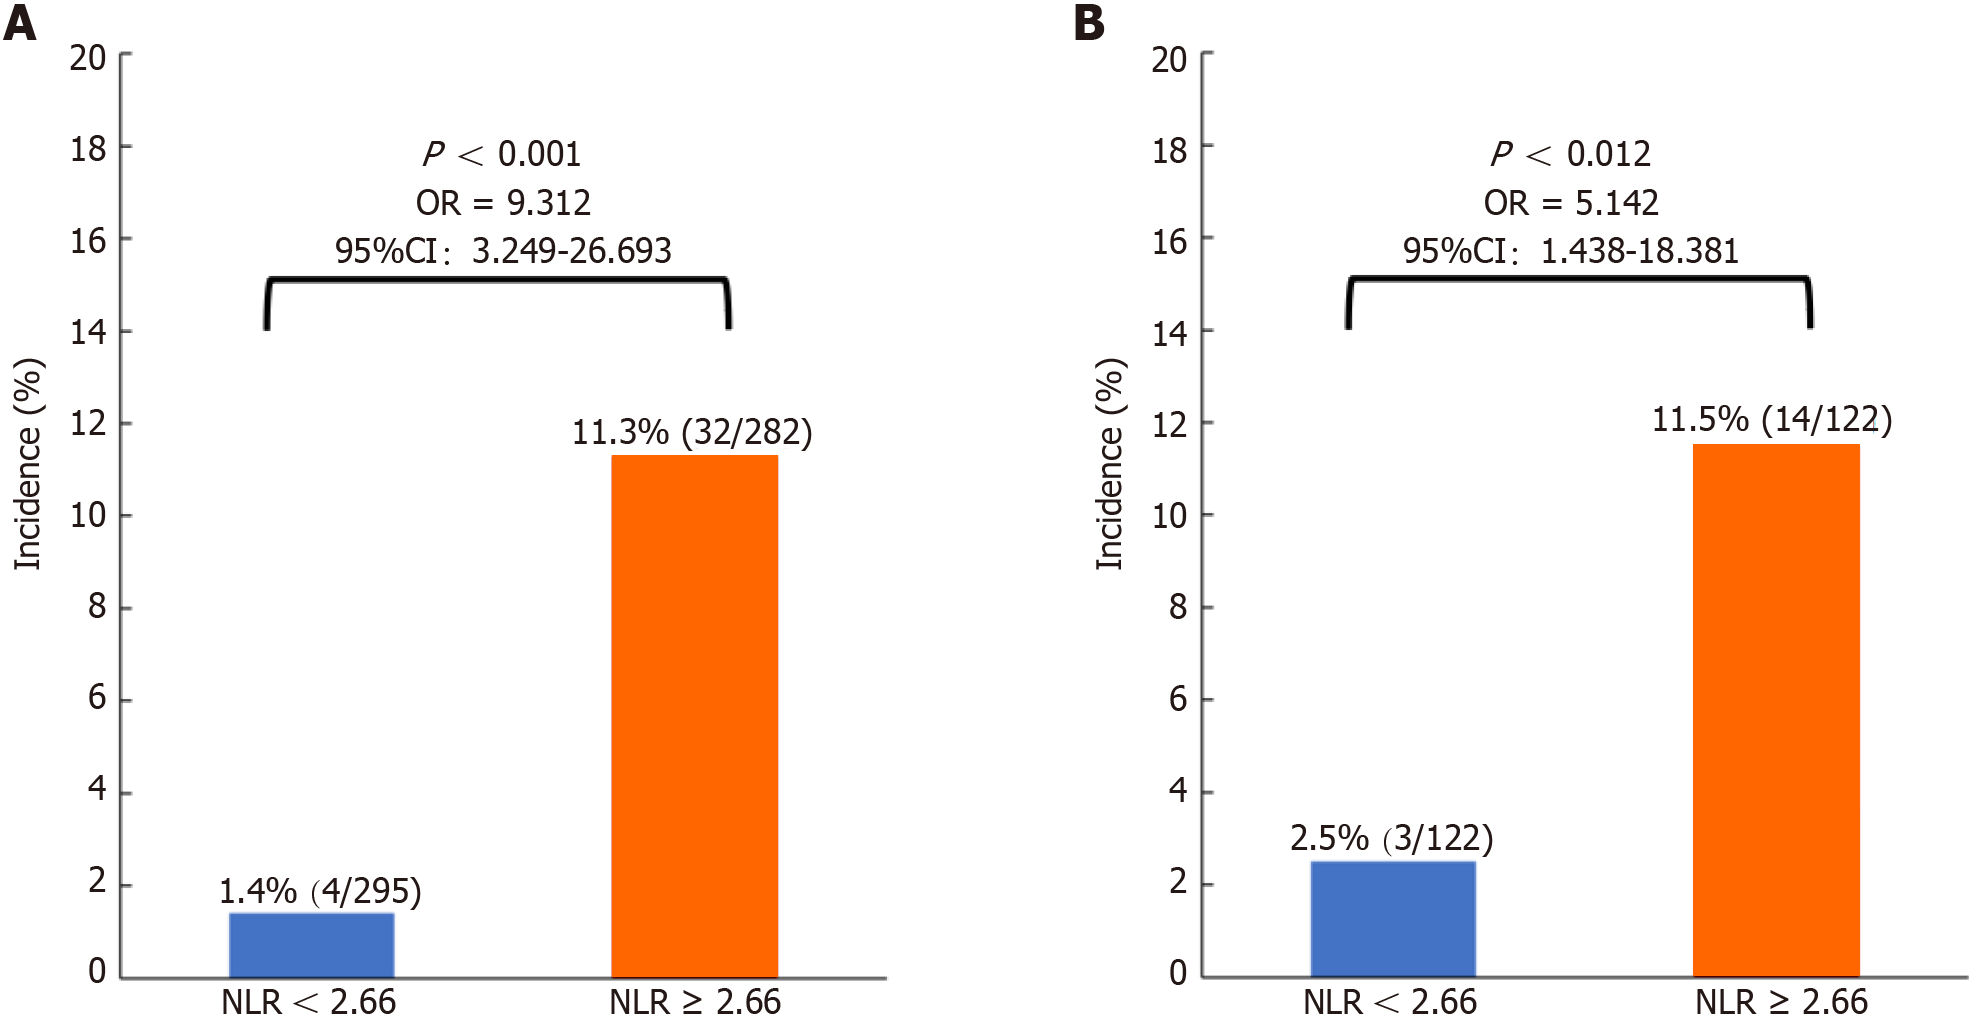 A
20
18
16
14
12
10
8
6
4
2
0
Incidence (%)
P < 0.001
OR = 9.312
95%CI: 3.249-26.693
1.4% (4/295)
11.3% (32/282)
NLR < 2.66
NLR ≥ 2.66
B
20
18
16
14
12
10
8
6
4
2
0
Incidence (%)
P < 0.012
OR = 5.142
95%CI: 1.438-18.381
2.5% (3/122)
11.5% (14/122)
NLR < 2.66
NLR ≥ 2.66